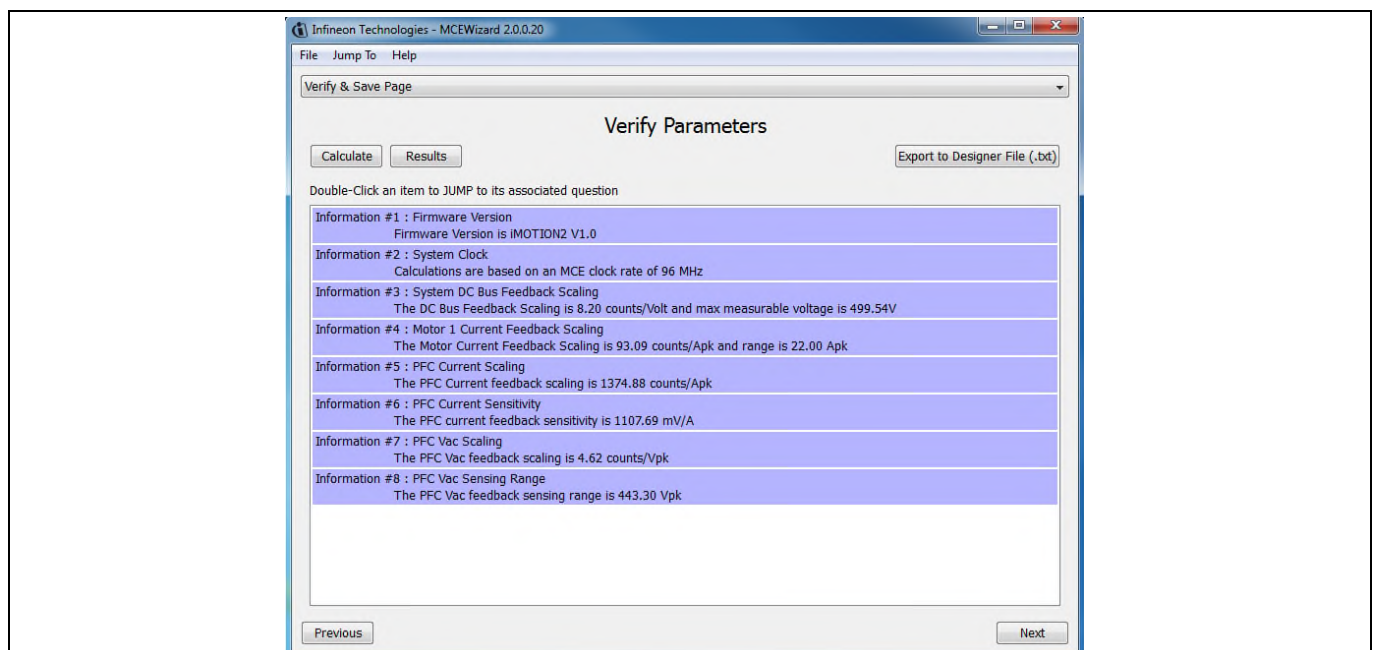 Infineon Technologies - MCEWizard 2.0.0.20
File Jump To Help
Verify & Save Page
Verify Parameters
Calculate Results Export to Designer File (.txt)
Double-Click an item to JUMP to its associated question
Information #1 : Firmware Version
Firmware Version is iMOTION2 V1.0
Information #2 : System Clock
Calculations are based on an MCE clock rate of 96 MHz
Information #3 : System DC Bus Feedback Scaling
The DC Bus Feedback Scaling is 8.20 counts/Volt and max measurable voltage is 499.54V
Information #4 : Motor 1 Current Feedback Scaling
The Motor Current Feedback Scaling is 93.09 counts/Apk and range is 22.00 Apk
Information #5 : PFC Current Scaling
The PFC Current feedback scaling is 1374.88 counts/Apk
Information #6 : PFC Current Sensitivity
The PFC current feedback sensitivity is 1107.69 mV/A
Information #7 : PFC Vac Scaling
The PFC Vac feedback scaling is 4.62 counts/Vpk
Information #8 : PFC Vac Sensing Range
The PFC Vac feedback sensing range is 443.30 Vpk
Previous Next